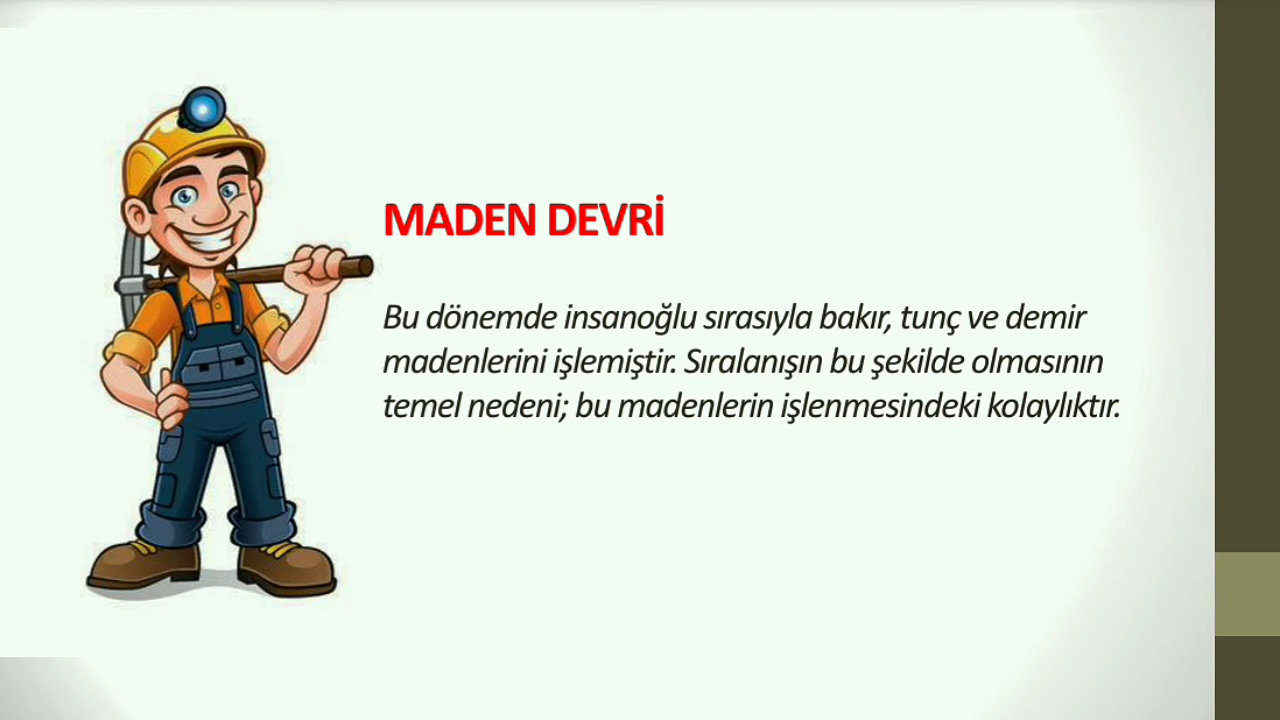 MADEN DEVRİ
Bu dönemde insanoğlu sırasıyla bakır, tunç ve demir
madenlerini işlemiştir. Sıralanışın bu şekilde olmasının
temel nedeni; bu madenlerin işlenmesindeki kolaylıktır.